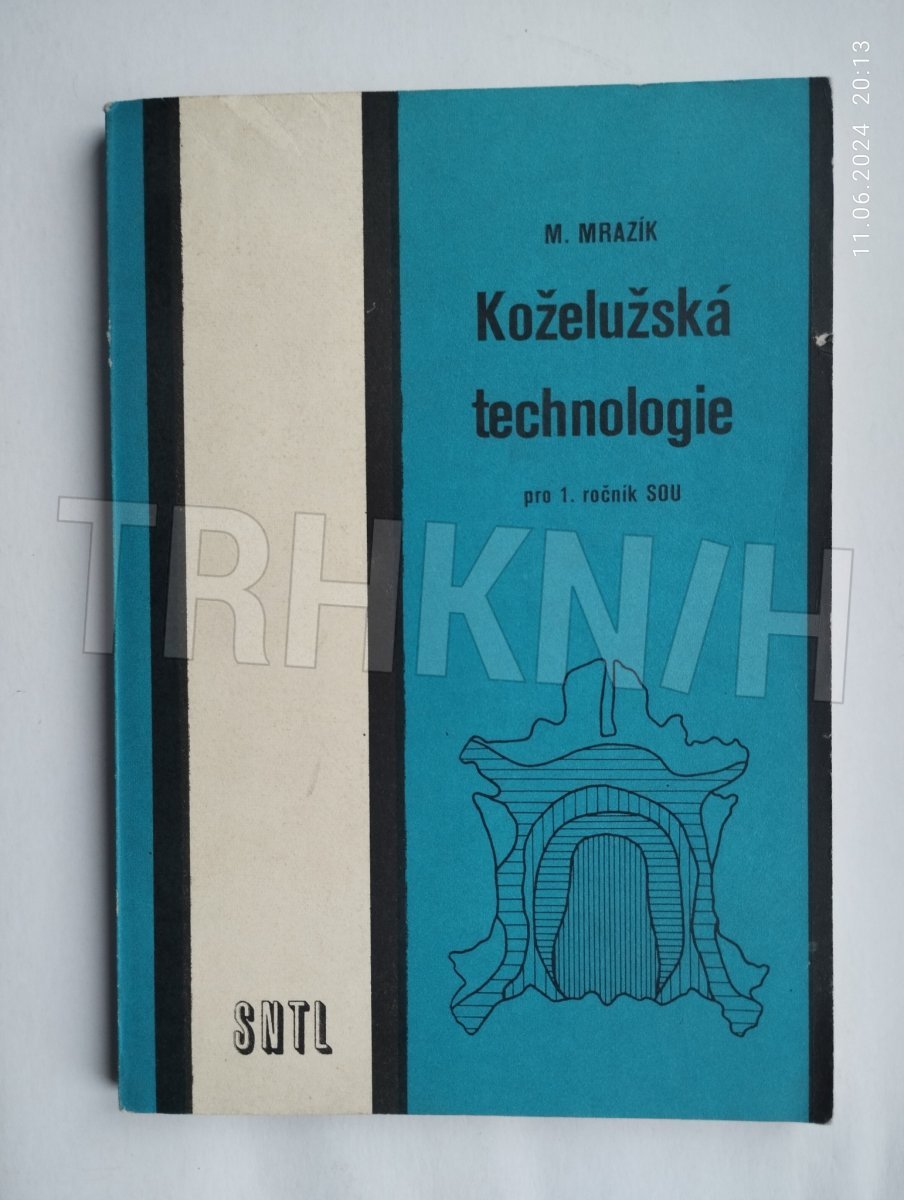 11.06.2024 20:13
M. MRAZÍK
Koželužská
technologie
pro 1. ročník SOU
TRHKNIH
SNTL